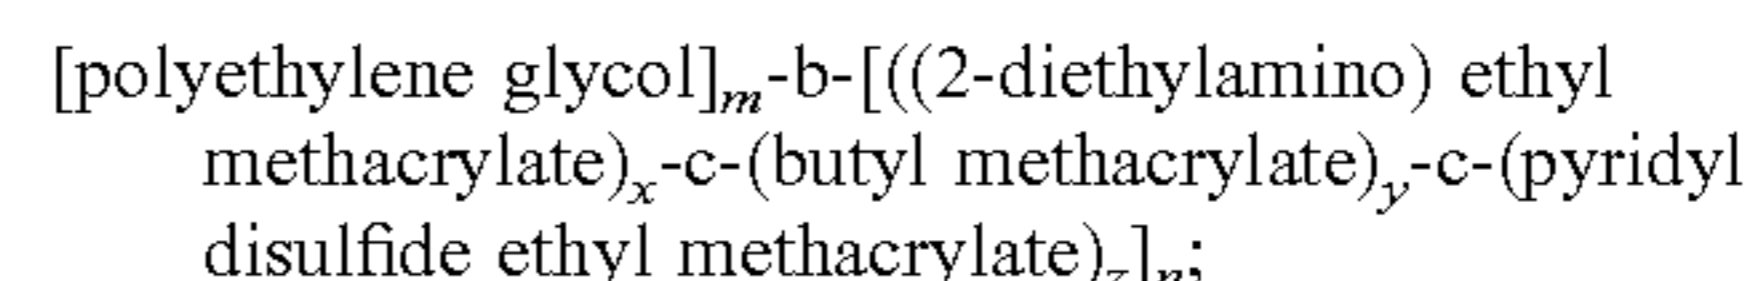 [polyethylene glycol]m-b-[((2-diethylamino) ethyl
methacrylate)x-c-(butyl methacrylate)y-c-(pyridyl
disulfide ethyl methacrylate)z]n;